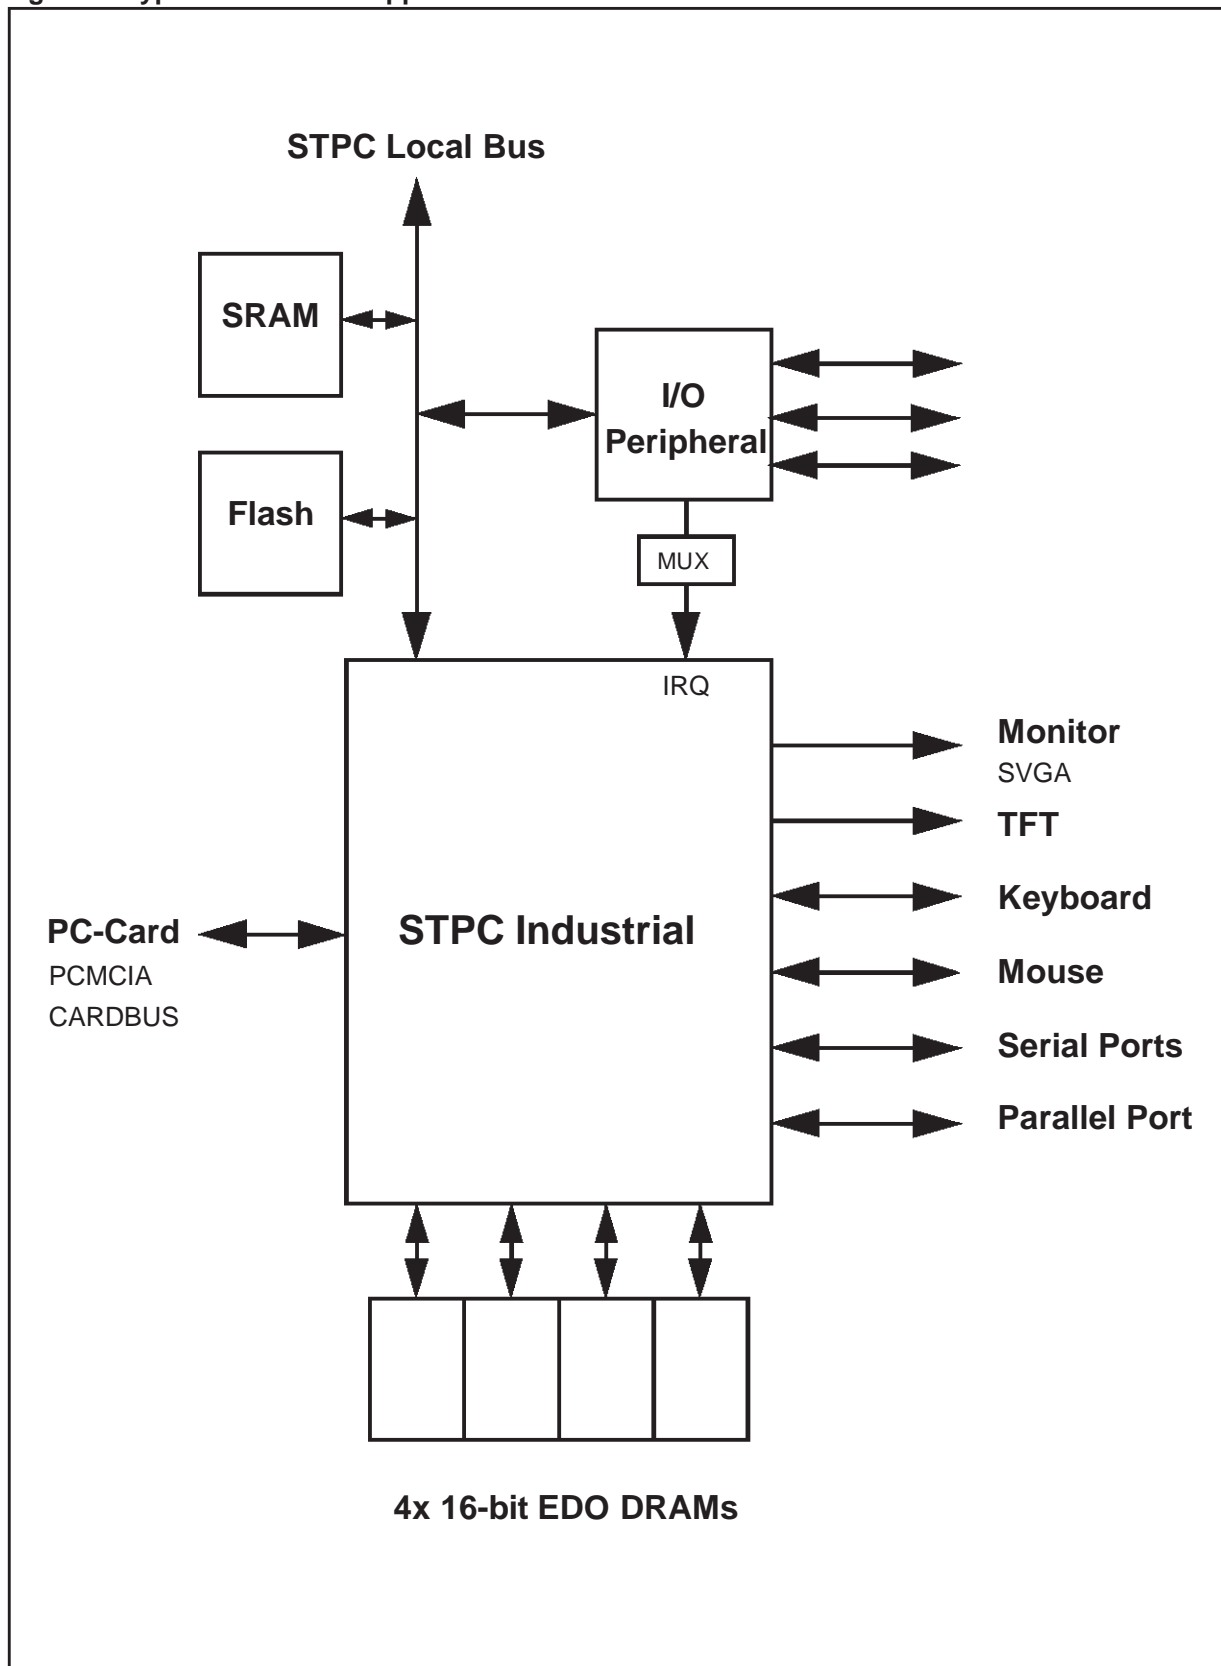 STPC Local Bus
SRAM
I/O
Peripheral
Flash
MUX
IRQ
Monitor
SVGA
TFT
Keyboard
STPC Industrial
PC-Card
PCMCIA
CARDBUS
Mouse
Serial Ports
Parallel Port
4x 16-bit EDO DRAMs